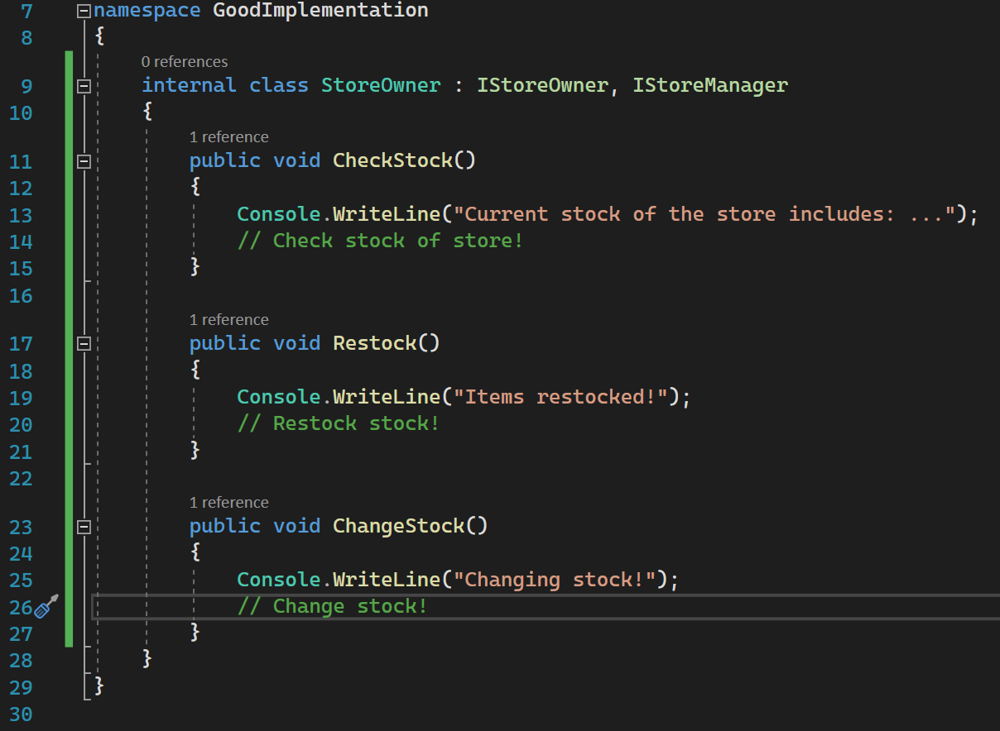 7 namespace GoodImplementation
8 {
0 references
9 internal class StoreOwner : IStoreOwner, IStoreManager
10 {
1 reference
11 public void CheckStock()
12 {
13 Console.WriteLine("Current stock of the store includes: ...");
14 // Check stock of store!
15 }
16
1 reference
17 public void Restock()
18 {
19 Console.WriteLine("Items restocked!");
20 // Restock stock!
21 }
22
1 reference
23 public void ChangeStock()
24 {
25 Console.WriteLine("Changing stock!");
26 // Change stock!
27 }
28 }
29 }
30